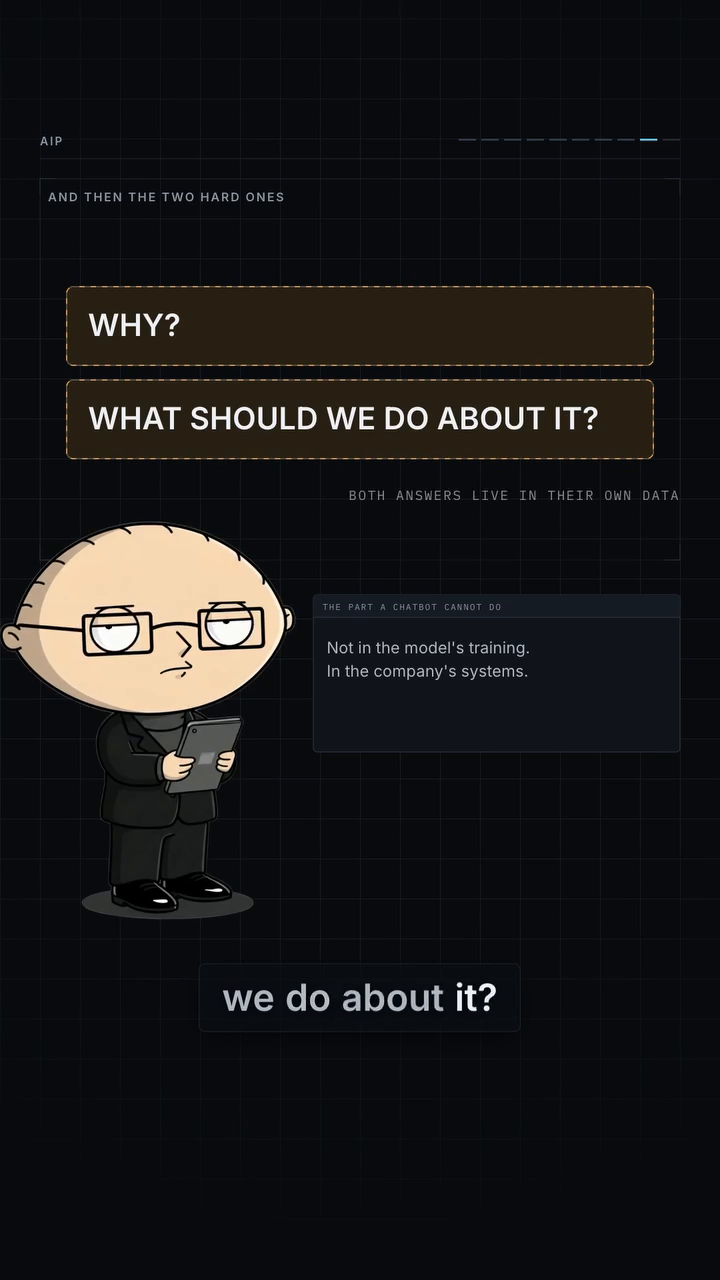 AIP
AND THEN THE TWO HARD ONES
WHY?
WHAT SHOULD WE DO ABOUT IT?
BOTH ANSWERS LIVE IN THEIR OWN DATA
THE PART A CHATBOT CANNOT DO
Not in the model's training.
In the company's systems.
we do about it?